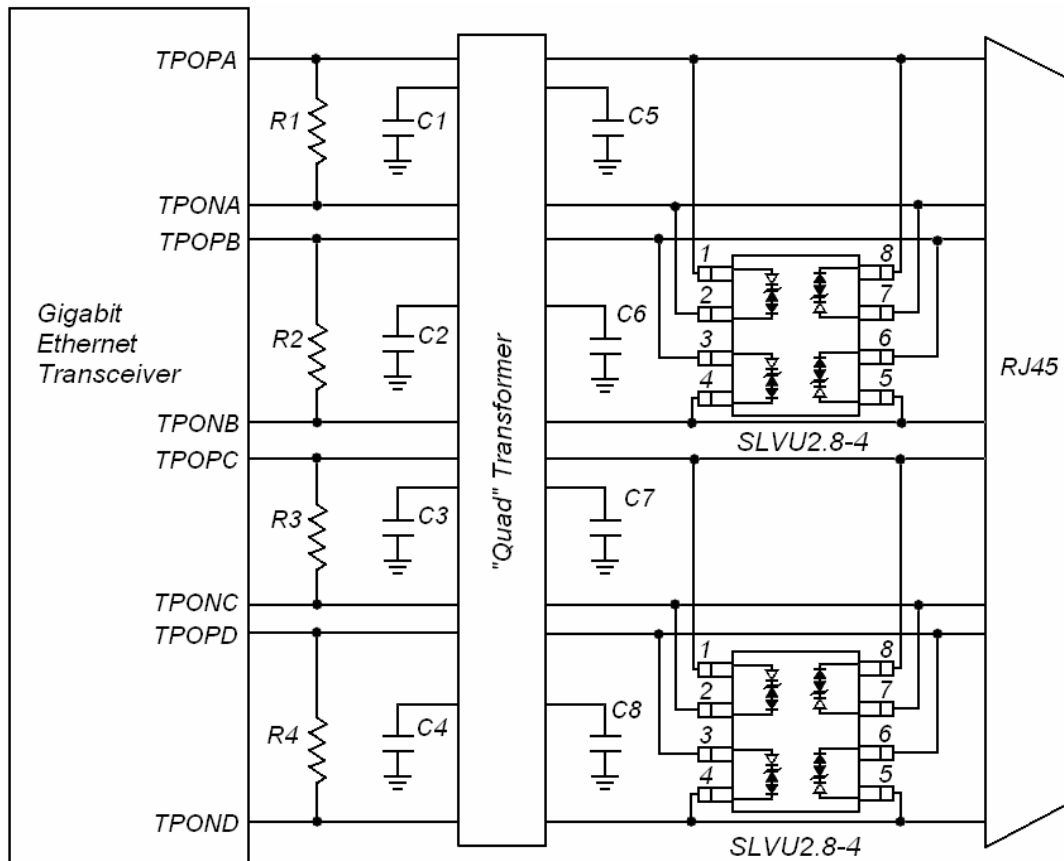 TPOPA
R1
C1
C5
TPONA
TPOPB
1
8
2
7
Gigabit
Ethernet
Transceiver
R2
C2
C6
3
6
4
5
RJ45
"Quad" Transformer
TPONB
SLVU2.8-4
TPOPC
R3
C3
C7
TPONC
TPOPD
1
8
2
7
R4
C4
C8
3
6
4
5
TPOND
SLVU2.8-4